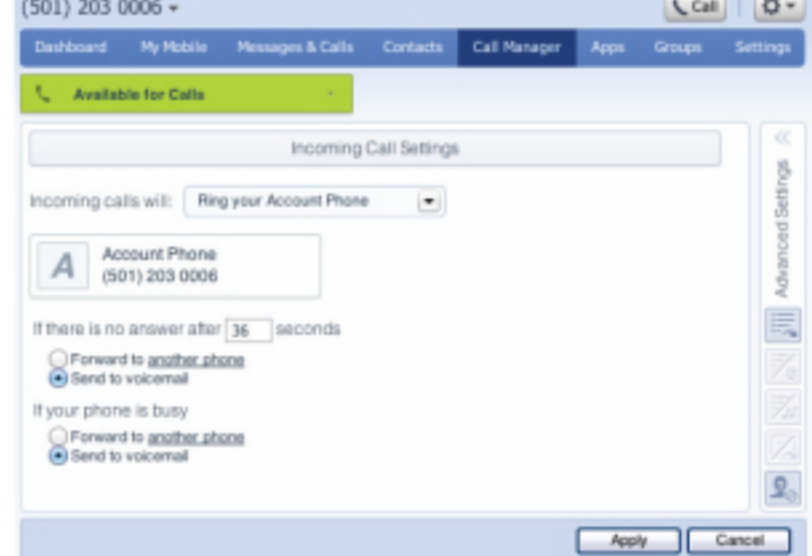 (501) 203 0006
Call
Dashboard My Mobile Messages & Calls Contacts Call Manager Apps Groups Settings
Available for Calls
Incoming Call Settings
Incoming calls will: Ring your Account Phone
A
Account Phone
(501) 203 0006
If there is no answer after 36 seconds
Forward to another phone
Send to voicemail
If your phone is busy
Forward to another phone
Send to voicemail
Advanced Settings
Apply Cancel